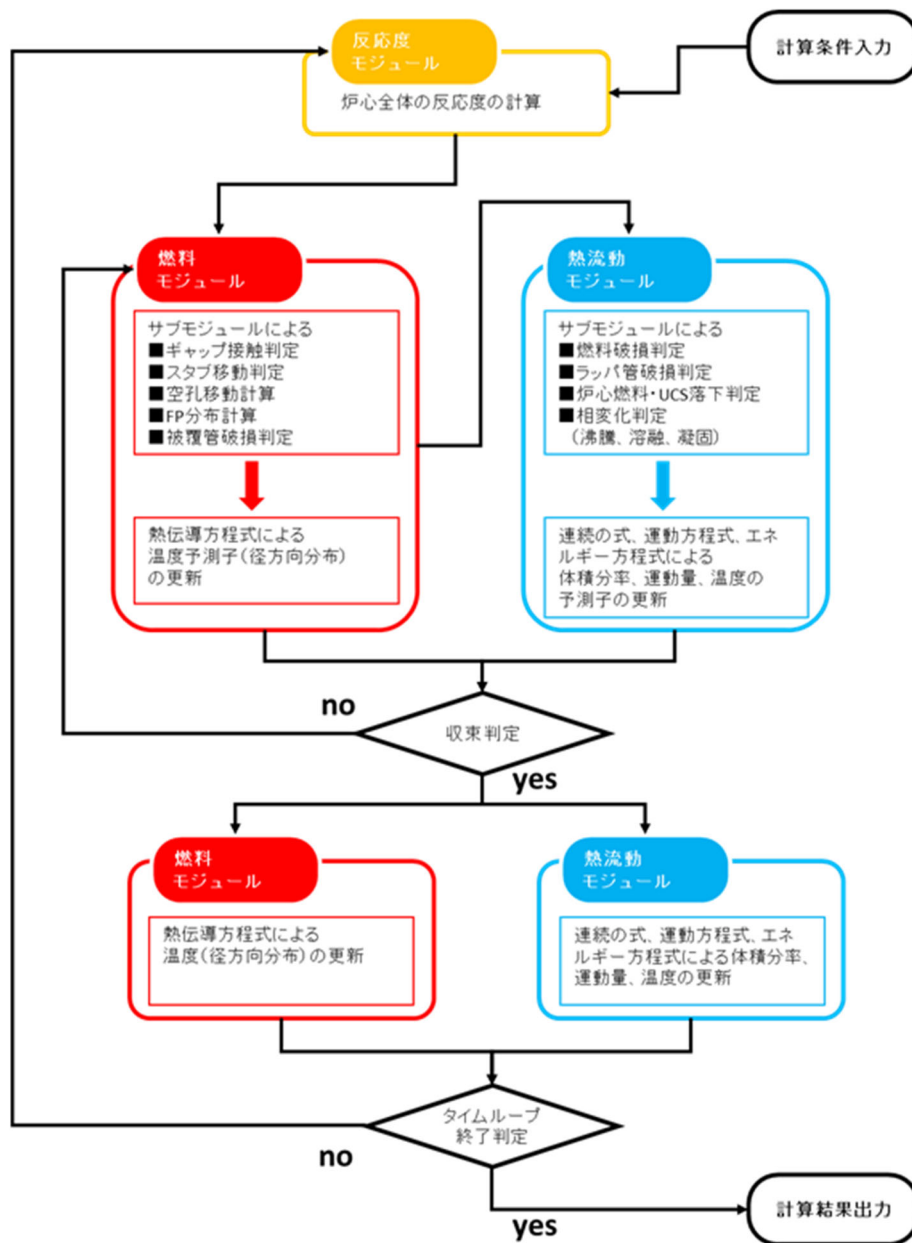 反応度
モジュール
計算条件入力
炉心全体の反応度の計算
燃料
モジュール
熱流動
モジュール
サブモジュールによる
■ギャップ接触判定
■スタブ移動判定
■空孔移動計算
■FP分布計算
■被覆管破損判定
サブモジュールによる
■燃料破損判定
■ラッパ管破損判定
■炉心燃料・UCS落下判定
■相変化判定
(沸騰、溶融、凝固)
熱伝導方程式による
温度予測子(径方向分布)
の更新
連続の式、運動方程式、エネ
ルギー方程式による
体積分率、運動量、温度の
予測子の更新
no
収束判定
yes
燃料
モジュール
熱流動
モジュール
熱伝導方程式による
温度(径方向分布)の更新
連続の式、運動方程式、エネ
ルギー方程式による体積分率、
運動量、温度の更新
タイムループ
終了判定
no
yes
計算結果出力